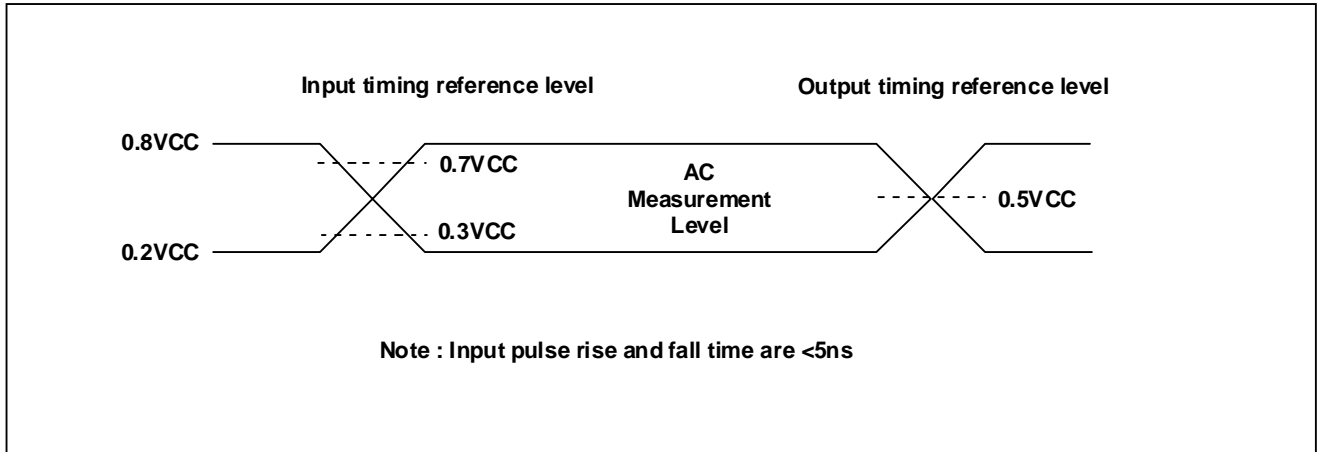 Input timing reference level
Output timing reference level
0.8VCC
0.7VCC
AC
Measurement
Level
0.5VCC
0.3VCC
0.2VCC
Note : Input pulse rise and fall time are <5ns